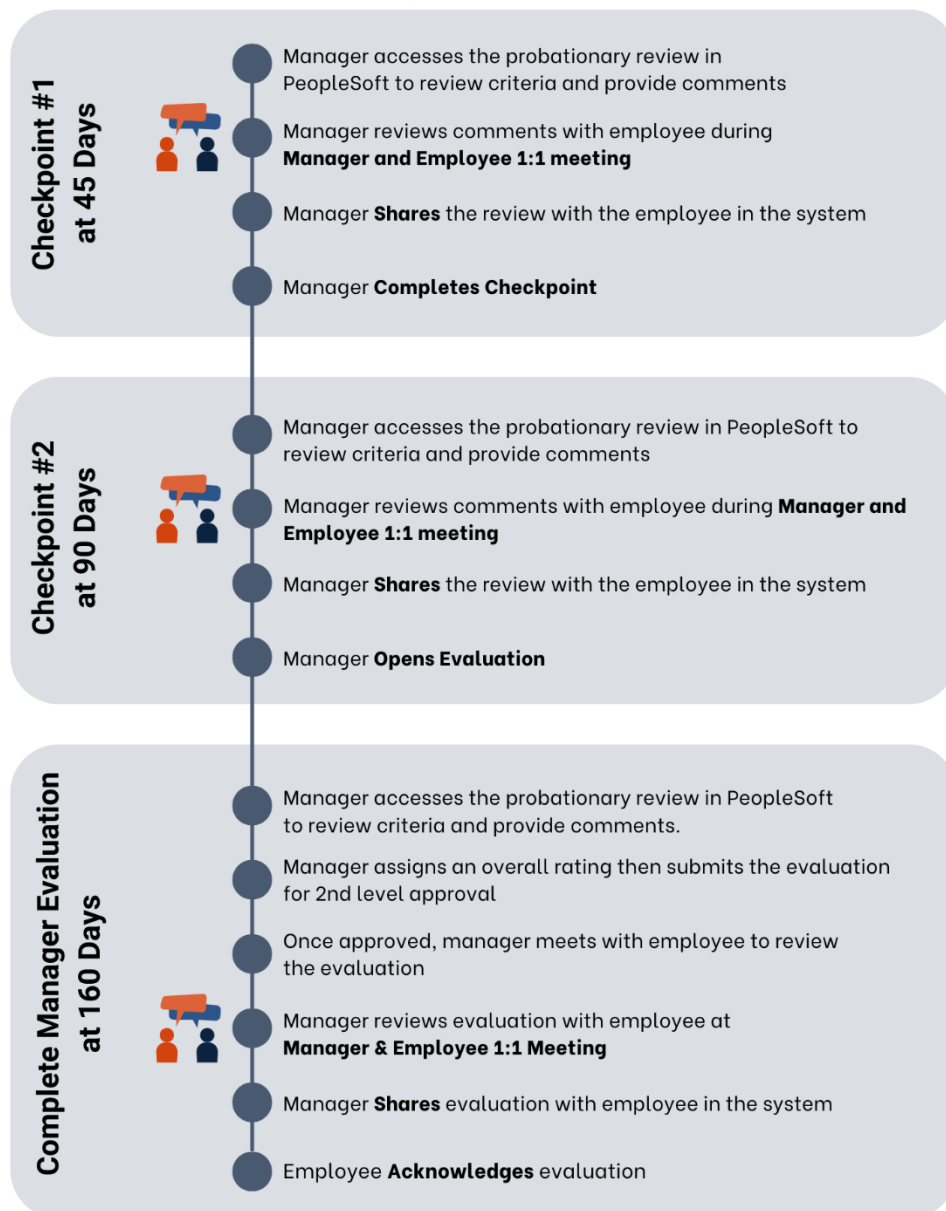 Checkpoint #1
at 45 Days
Manager accesses the probationary review in
PeopleSoft to review criteria and provide comments
Manager reviews comments with employee during
Manager and Employee 1:1 meeting
Manager Shares the review with the employee in the system
Manager Completes Checkpoint
Checkpoint #2
at 90 Days
Manager accesses the probationary review in PeopleSoft to
review criteria and provide comments
Manager reviews comments with employee during Manager and
Employee 1:1 meeting
Manager Shares the review with the employee in the system
Manager Opens Evaluation
Complete Manager Evaluation
at 160 Days
Manager accesses the probationary review in PeopleSoft
to review criteria and provide comments.
Manager assigns an overall rating then submits the evaluation
for 2nd level approval
Once approved, manager meets with employee to review
the evaluation
Manager reviews evaluation with employee at
Manager & Employee 1:1 Meeting
Manager Shares evaluation with employee in the system
Employee Acknowledges evaluation